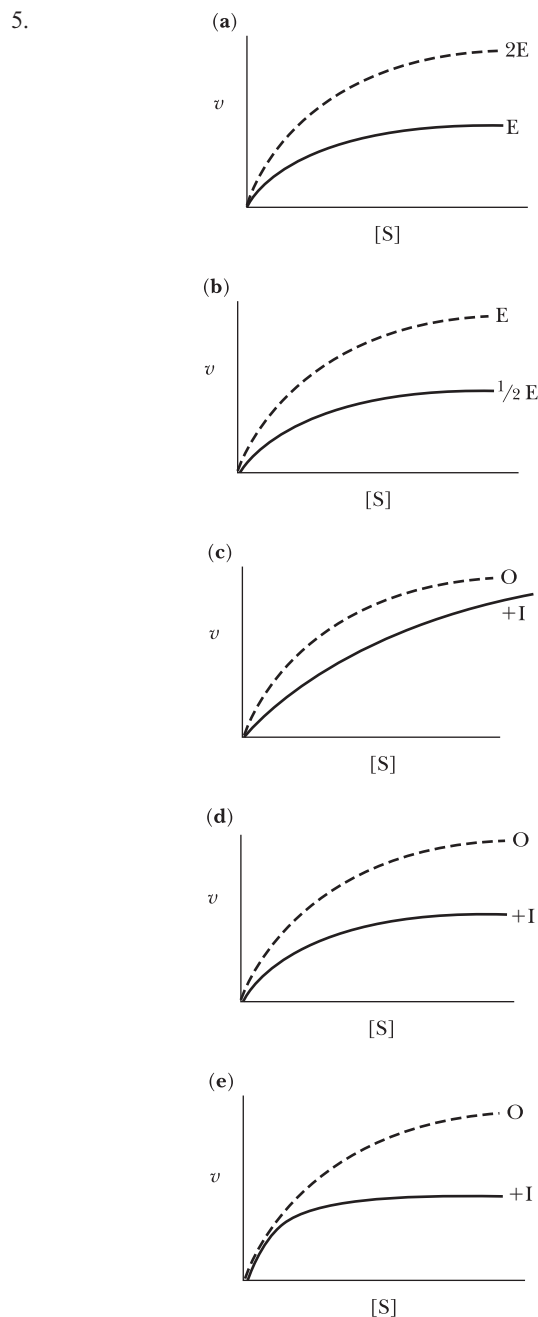 5.
(a)
2E
v
E
[S]
(b)
E
v
1/2 E
[S]
(c)
O
+I
v
[S]
(d)
O
v
+I
[S]
(e)
O
v
+I
[S]